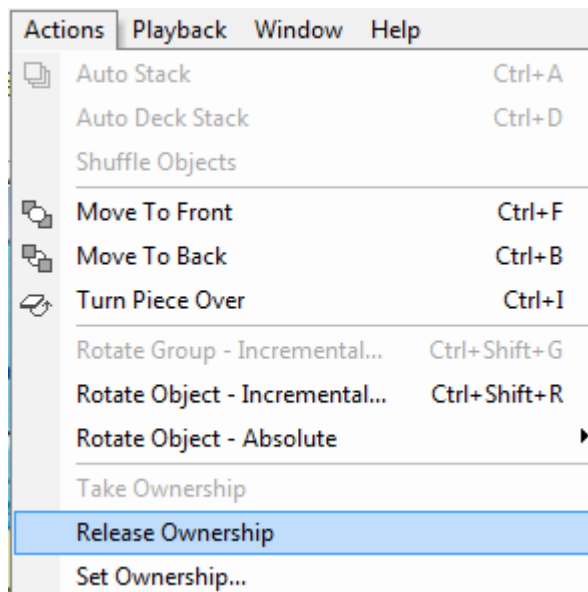 Actions Playback Window Help
Auto Stack Ctrl+A
Auto Deck Stack Ctrl+D
Shuffle Objects
Move To Front Ctrl+F
Move To Back Ctrl+B
Turn Piece Over Ctrl+I
Rotate Group - Incremental... Ctrl+Shift+G
Rotate Object - Incremental... Ctrl+Shift+R
Rotate Object - Absolute
Take Ownership
Release Ownership
Set Ownership...